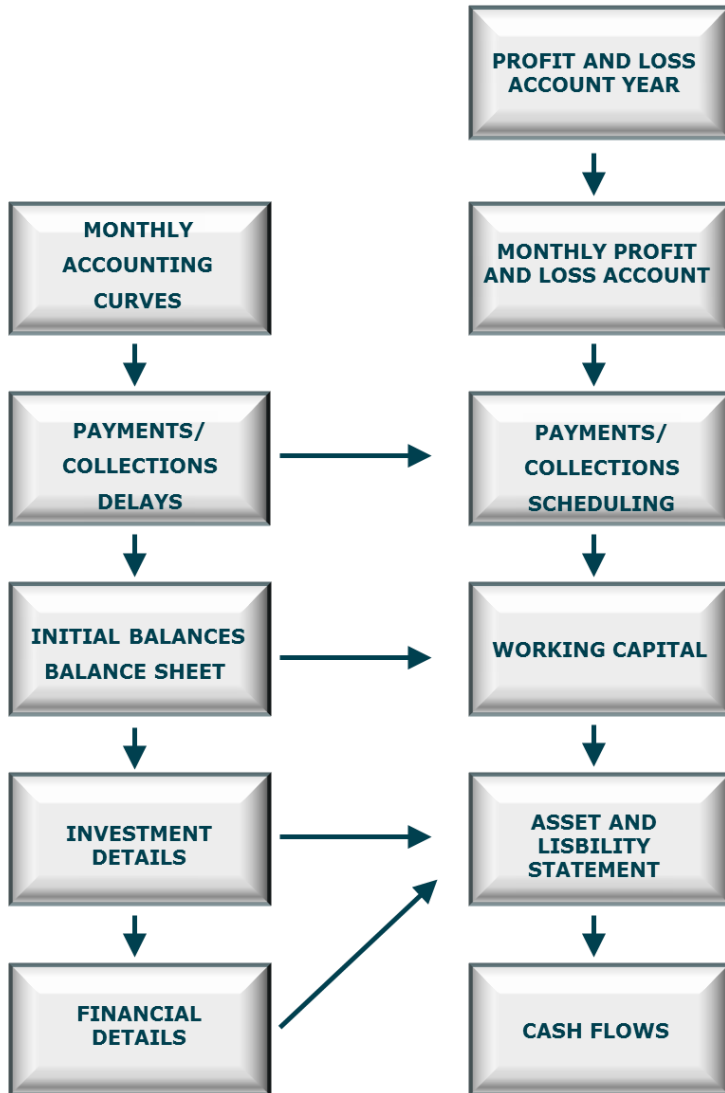 PROFIT AND LOSS
ACCOUNT YEAR
MONTHLY
ACCOUNTING
CURVES
MONTHLY PROFIT
AND LOSS ACCOUNT
PAYMENTS/
COLLECTIONS
DELAYS
PAYMENTS/
COLLECTIONS
SCHEDULING
INITIAL BALANCES
BALANCE SHEET
WORKING CAPITAL
INVESTMENT
DETAILS
ASSET AND
LISBILITY
STATEMENT
FINANCIAL
DETAILS
CASH FLOWS